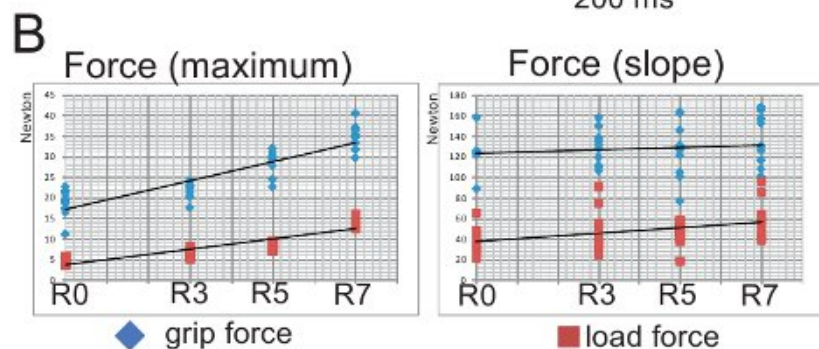 200 ms
B
Force (maximum)
Newton
45
40
35
30
25
20
15
10
5
0
R0 R3 R5 R7
Force (slope)
Newton
180
160
140
120
100
80
60
40
20
0
R0 R3 R5 R7
grip force
load force